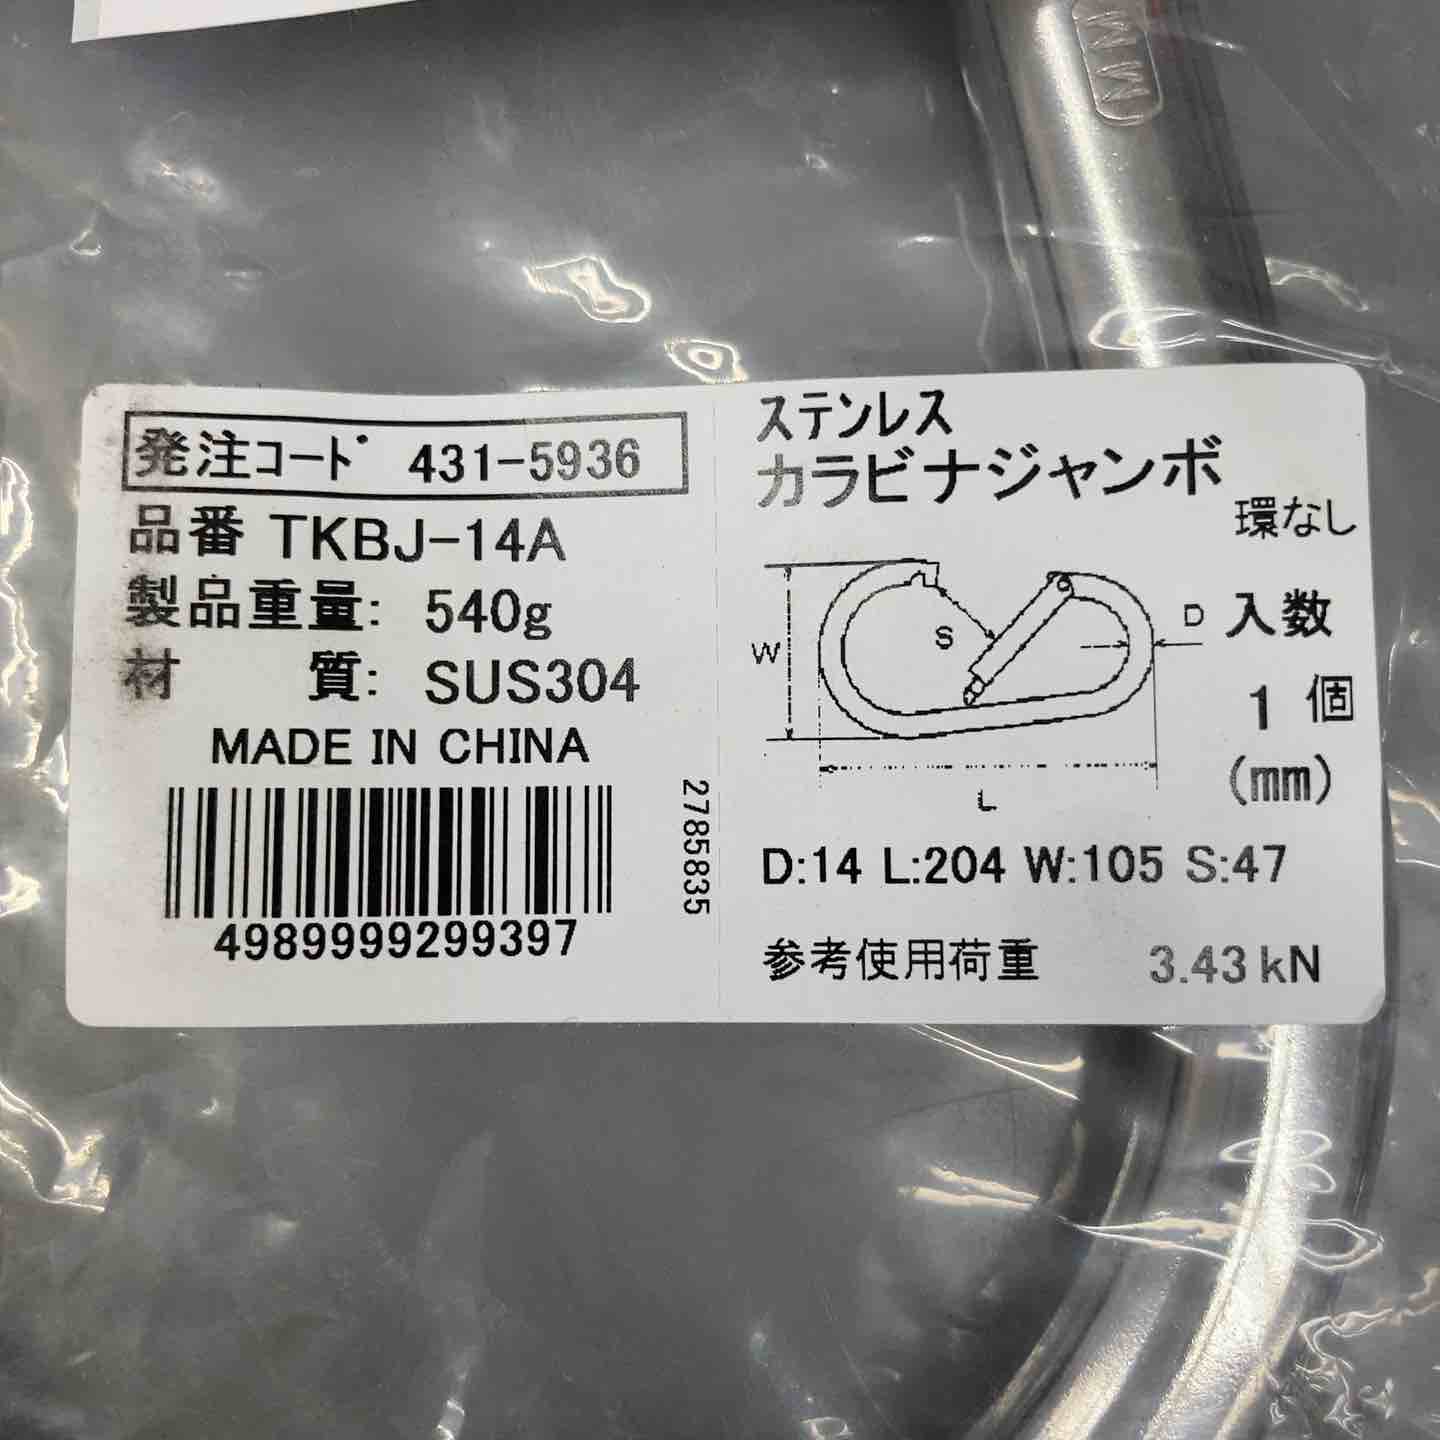 発注コード 431-5936
品番 TKBJ-14A
製品重量: 540g
材 質: SUS304
MADE IN CHINA
4989999299397
2785835
ステンレス
カラビナジャンボ
環なし
入数
1 個
(mm)
W
S
D
L
D:14 L:204 W:105 S:47
参考使用荷重 3.43kN